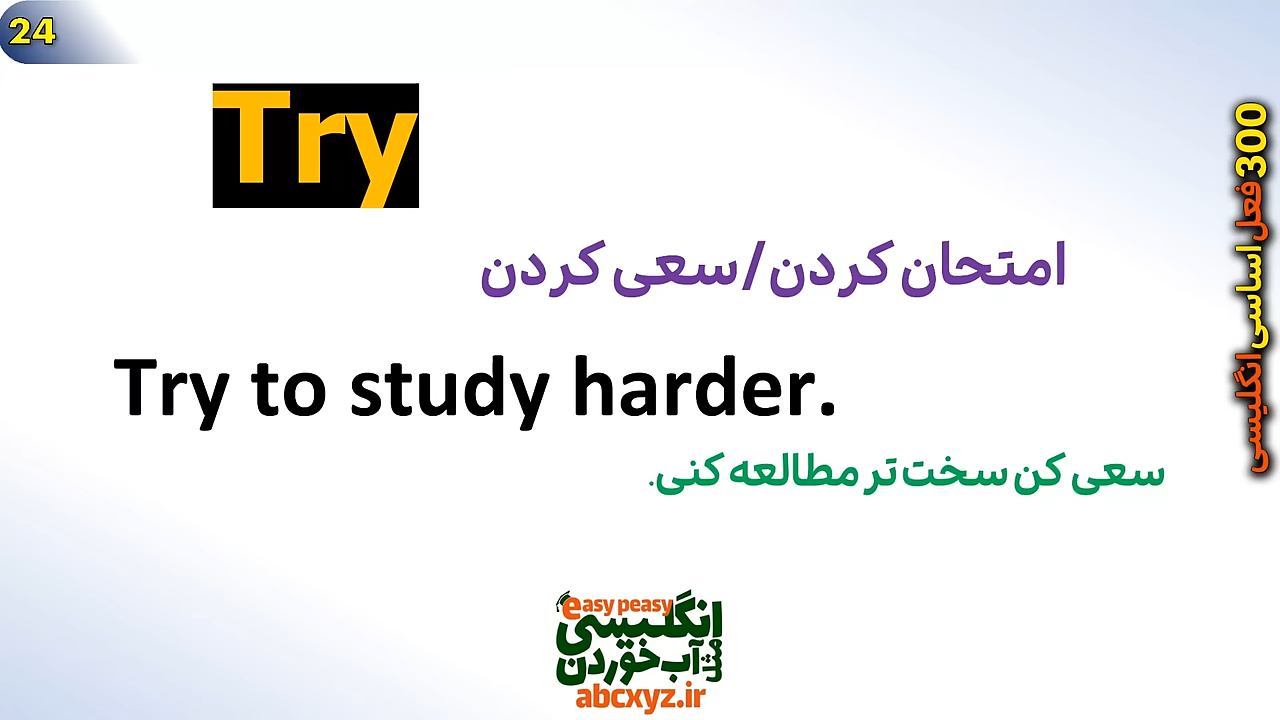 24
Try
امتحان کردن/سعی کردن
Try to study harder.
سعی کن سخت‌تر مطالعه کنی.
300 فعل اساسی انگلیسی
easy peasy
انگلیسی
مثل آب خوردن
abcxyz.ir